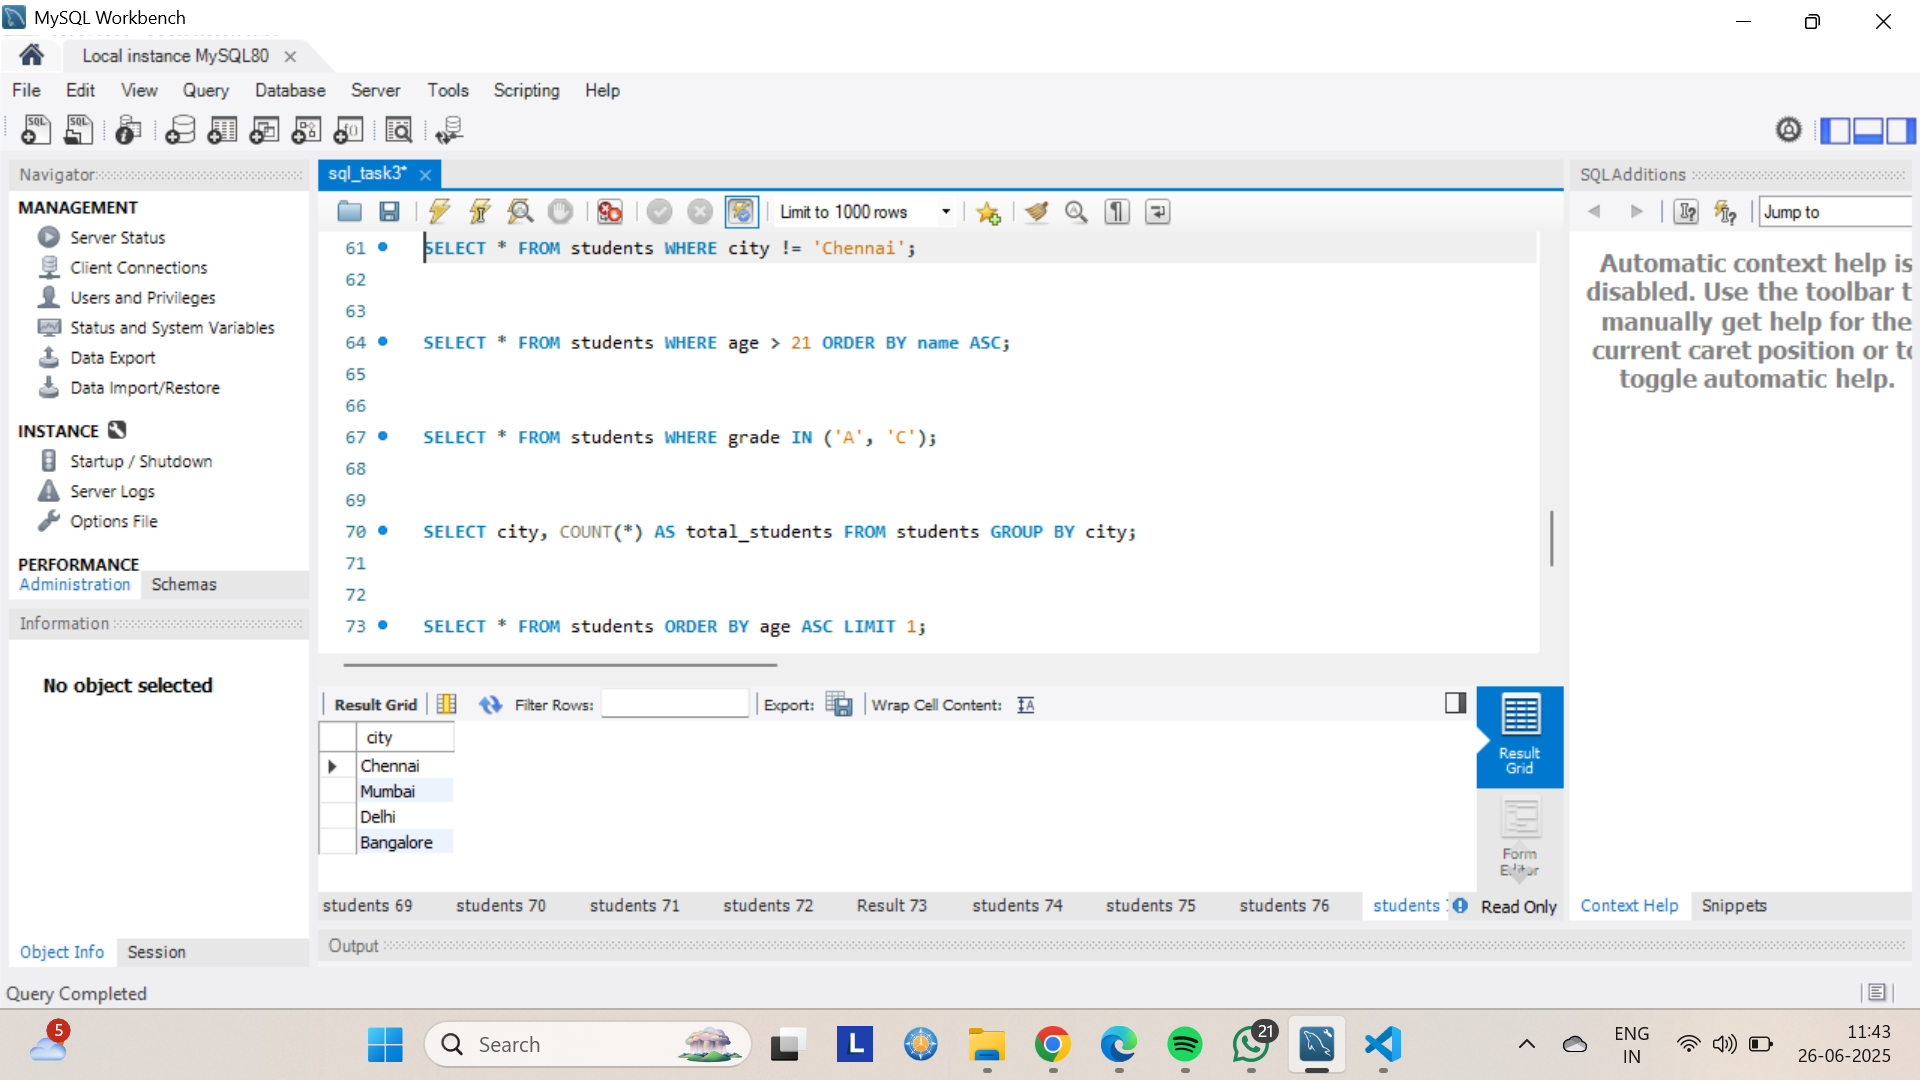 MySQL Workbench
Local instance MySQL80
File Edit View Query Database Server Tools Scripting Help
Navigator
MANAGEMENT
Server Status
Client Connections
Users and Privileges
Status and System Variables
Data Export
Data Import/Restore
INSTANCE
Startup / Shutdown
Server Logs
Options File
PERFORMANCE
Administration Schemas
Information
No object selected
Object Info Session
sql_task3*
Limit to 1000 rows
61 SELECT * FROM students WHERE city != 'Chennai';
62
63
64 SELECT * FROM students WHERE age > 21 ORDER BY name ASC;
65
66
67 SELECT * FROM students WHERE grade IN ('A', 'C');
68
69
70 SELECT city, COUNT(*) AS total_students FROM students GROUP BY city;
71
72
73 SELECT * FROM students ORDER BY age ASC LIMIT 1;
Result Grid Filter Rows: Export: Wrap Cell Content:
city
Chennai
Mumbai
Delhi
Bangalore
Result
Grid
Form
Editor
students 69 students 70 students 71 students 72 Result 73 students 74 students 75 students 76 students Read Only
Output
SQLAdditions
Jump to
Automatic context help is
disabled. Use the toolbar t
manually get help for the
current caret position or to
toggle automatic help.
Context Help Snippets
Query Completed
5
Search
L
21
ENG
IN
11:43
26-06-2025